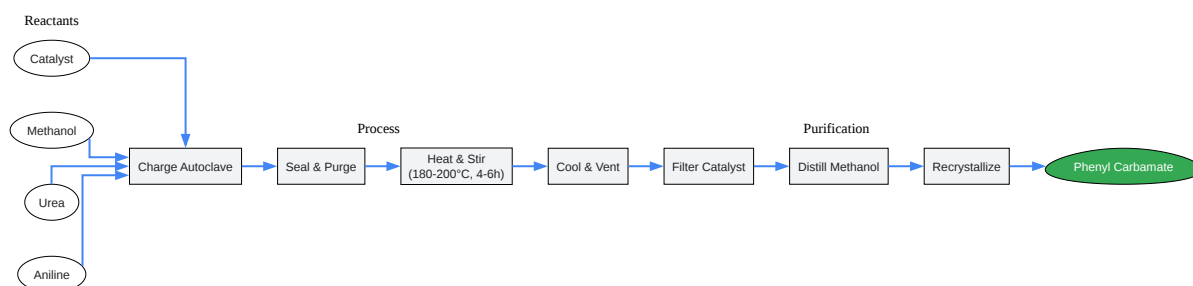 Reactants
Catalyst
Methanol
Urea
Aniline
Process
Charge Autoclave
Seal & Purge
Heat & Stir
(180-200°C, 4-6h)
Cool & Vent
Purification
Filter Catalyst
Distill Methanol
Recrystallize
Phenyl Carbamate